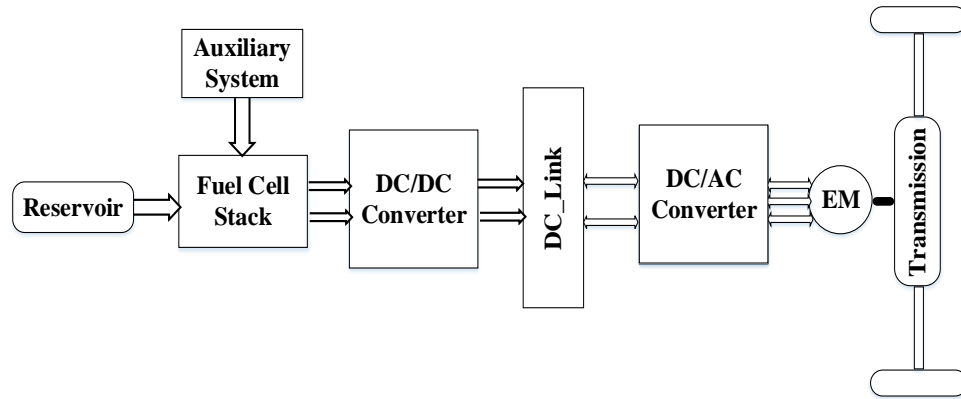 Auxiliary
System
Reservoir
Fuel Cell
Stack
DC/DC
Converter
DC_Link
DC/AC
Converter
EM
Transmission